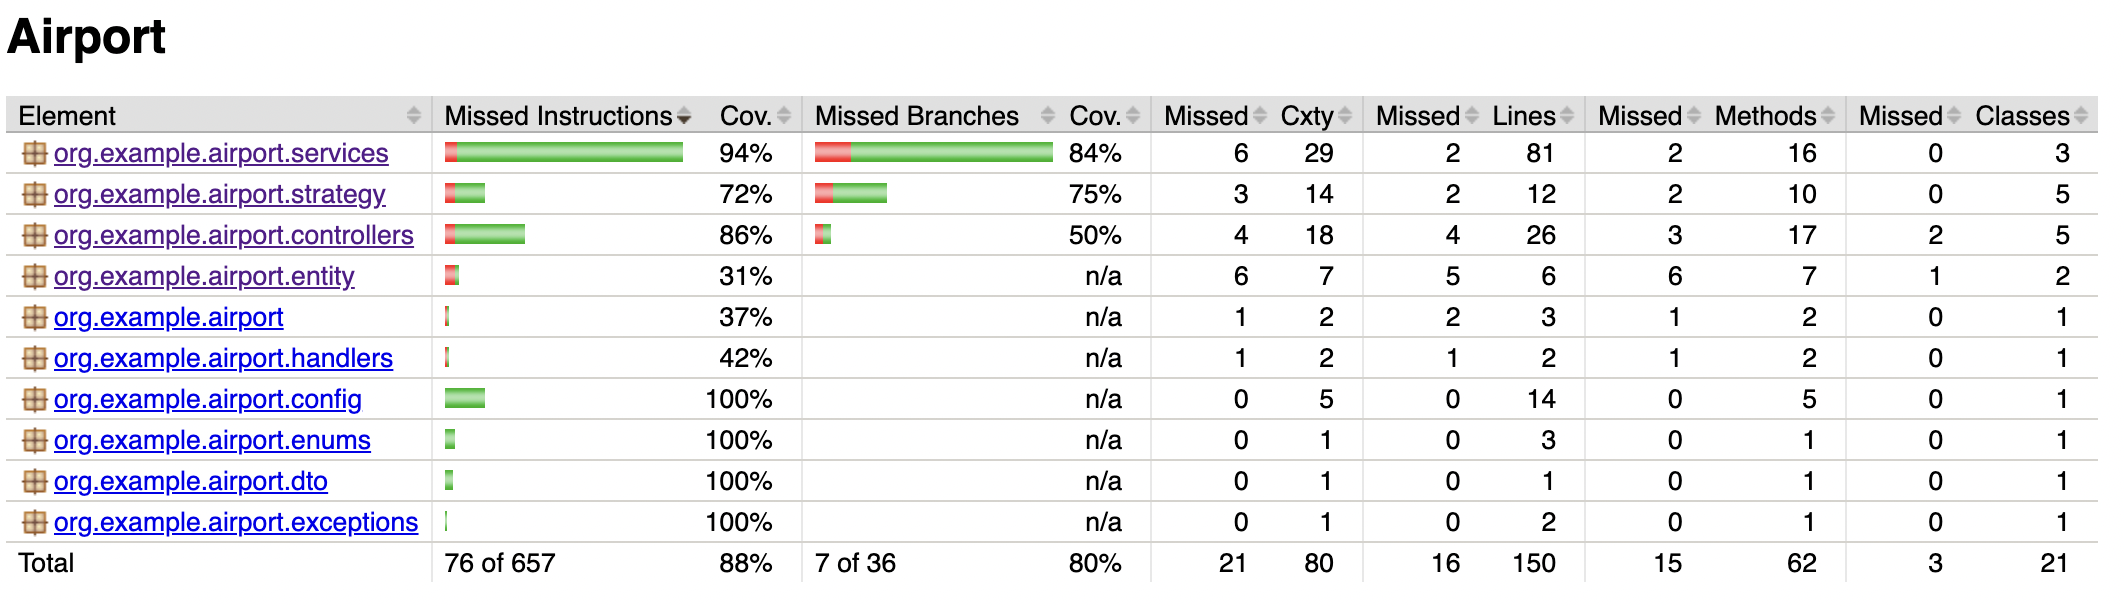 Airport
Element Missed Instructions Cov. Missed Branches Cov. Missed Cxty Missed Lines Missed Methods Missed Classes
org.example.airport.services 94% 84% 6 29 2 81 2 16 0 3
org.example.airport.strategy 72% 75% 3 14 2 12 2 10 0 5
org.example.airport.controllers 86% 50% 4 18 4 26 3 17 2 5
org.example.airport.entity 31% n/a 6 7 5 6 6 7 1 2
org.example.airport 37% n/a 1 2 2 3 1 2 0 1
org.example.airport.handlers 42% n/a 1 2 1 2 1 2 0 1
org.example.airport.config 100% n/a 0 5 0 14 0 5 0 1
org.example.airport.enums 100% n/a 0 1 0 3 0 1 0 1
org.example.airport.dto 100% n/a 0 1 0 1 0 1 0 1
org.example.airport.exceptions 100% n/a 0 1 0 2 0 1 0 1
Total 76 of 657 88% 7 of 36 80% 21 80 16 150 15 62 3 21